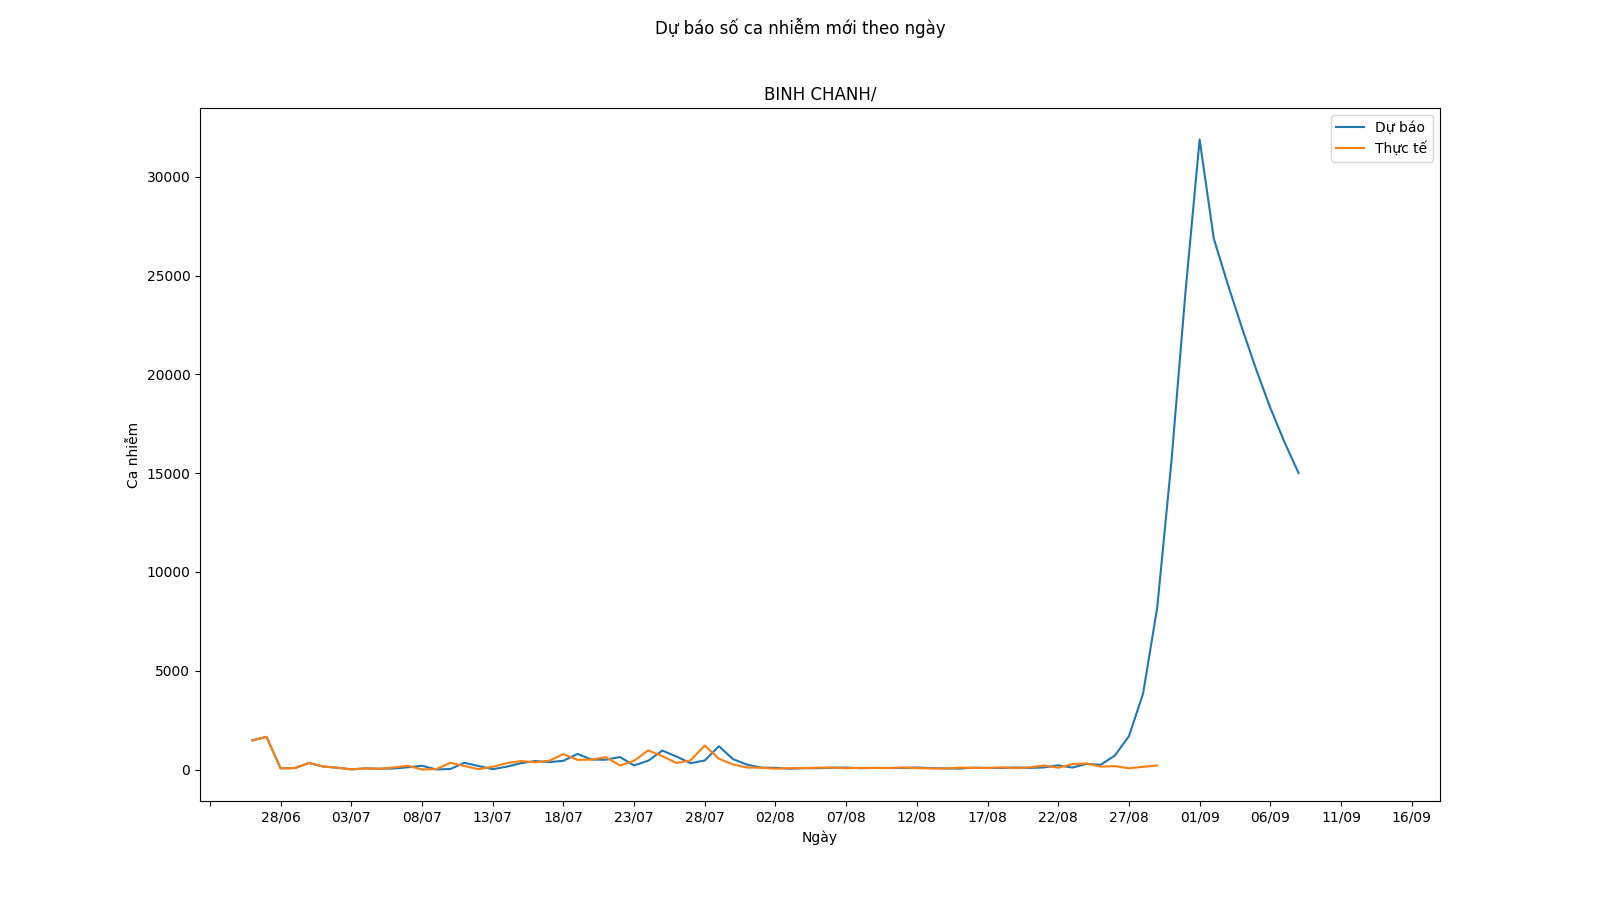 Dự báo số ca nhiễm mới theo ngày
BINH CHANH/
Dự báo
Thực tế
30000
25000
20000
15000
10000
5000
0
Ca nhiễm
28/06 03/07 08/07 13/07 18/07 23/07 28/07 02/08 07/08 12/08 17/08 22/08 27/08 01/09 06/09 11/09 16/09
Ngày